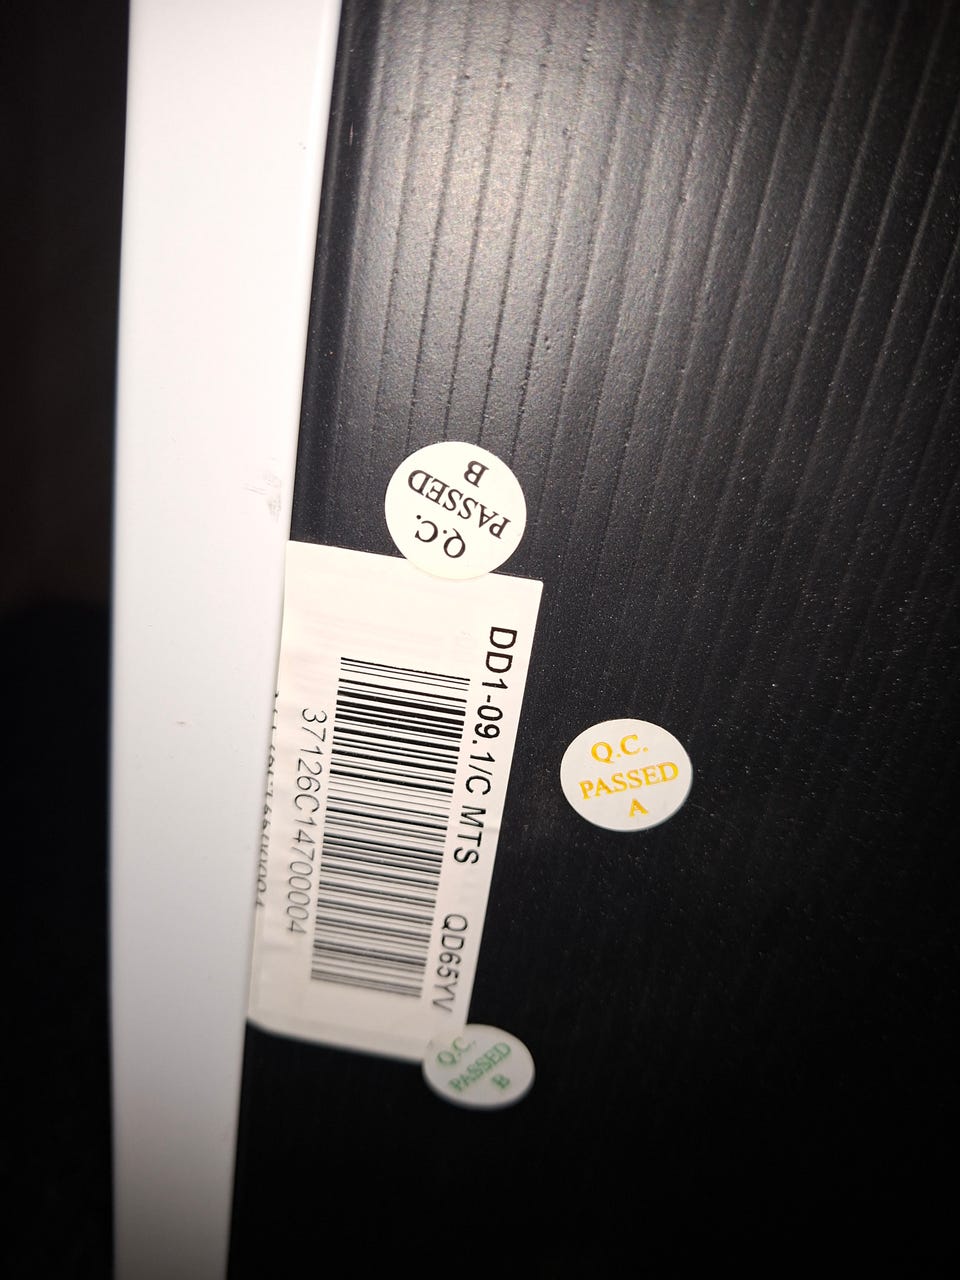 Q.C.
PASSED
B
DD1-09.1/C MTS QD65YV
37126C14700004
Q.C.
PASSED
A
Q.C.
PASSED
B